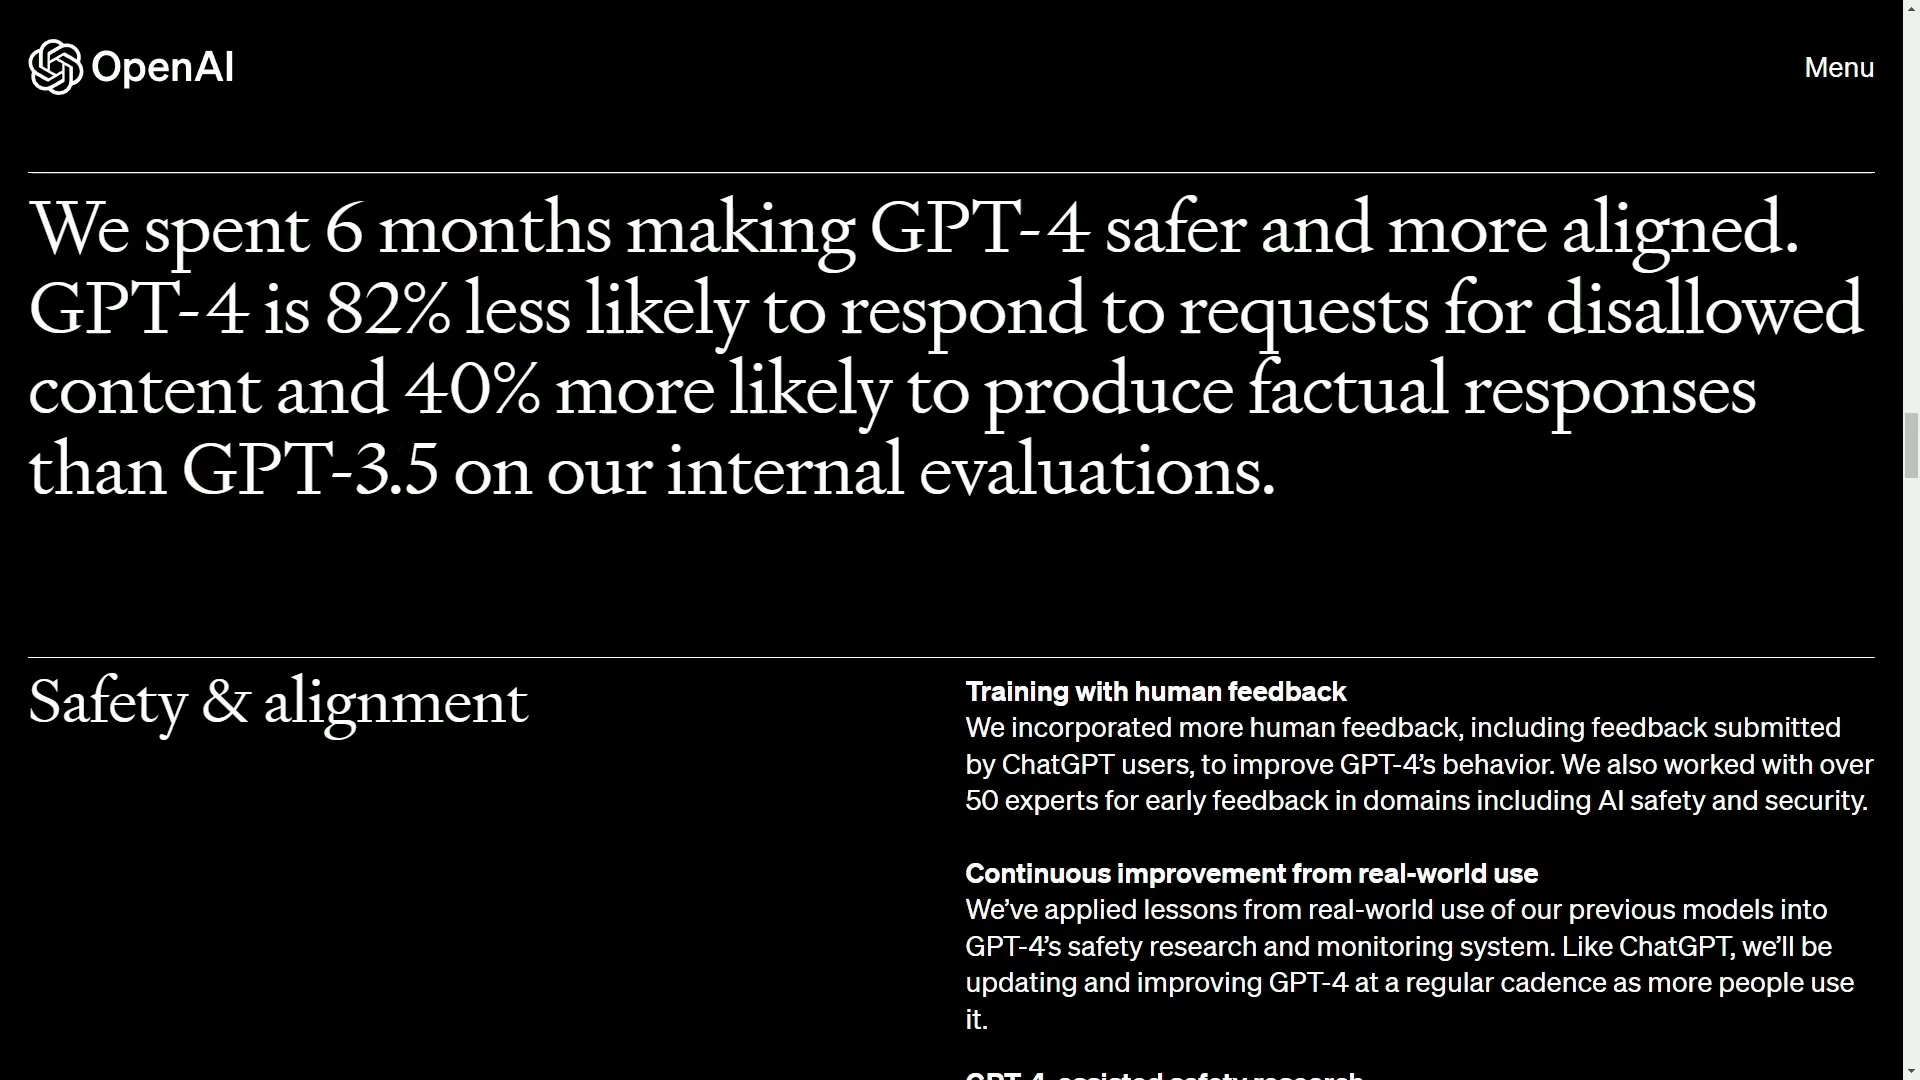 OpenAI
Menu
We spent 6 months making GPT-4 safer and more aligned.
GPT-4 is 82% less likely to respond to requests for disallowed
content and 40% more likely to produce factual responses
than GPT-3.5 on our internal evaluations.
Safety & alignment
Training with human feedback
We incorporated more human feedback, including feedback submitted
by ChatGPT users, to improve GPT-4’s behavior. We also worked with over
50 experts for early feedback in domains including AI safety and security.
Continuous improvement from real-world use
We’ve applied lessons from real-world use of our previous models into
GPT-4’s safety research and monitoring system. Like ChatGPT, we’ll be
updating and improving GPT-4 at a regular cadence as more people use
it.
GPT-4-assisted safety research